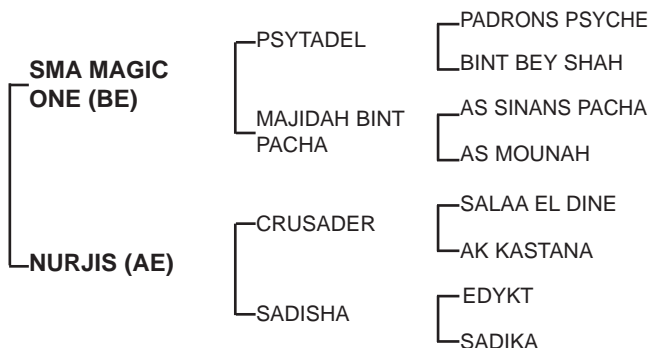 PADRONS PSYCHE
PSYTADEL
BINT BEY SHAH
SMA MAGIC
ONE (BE)
AS SINANS PACHA
MAJIDAH BINT
PACHA
AS MOUNAH
SALAA EL DINE
CRUSADER
AK KASTANA
NURJIS (AE)
EDYKT
SADISHA
SADIKA